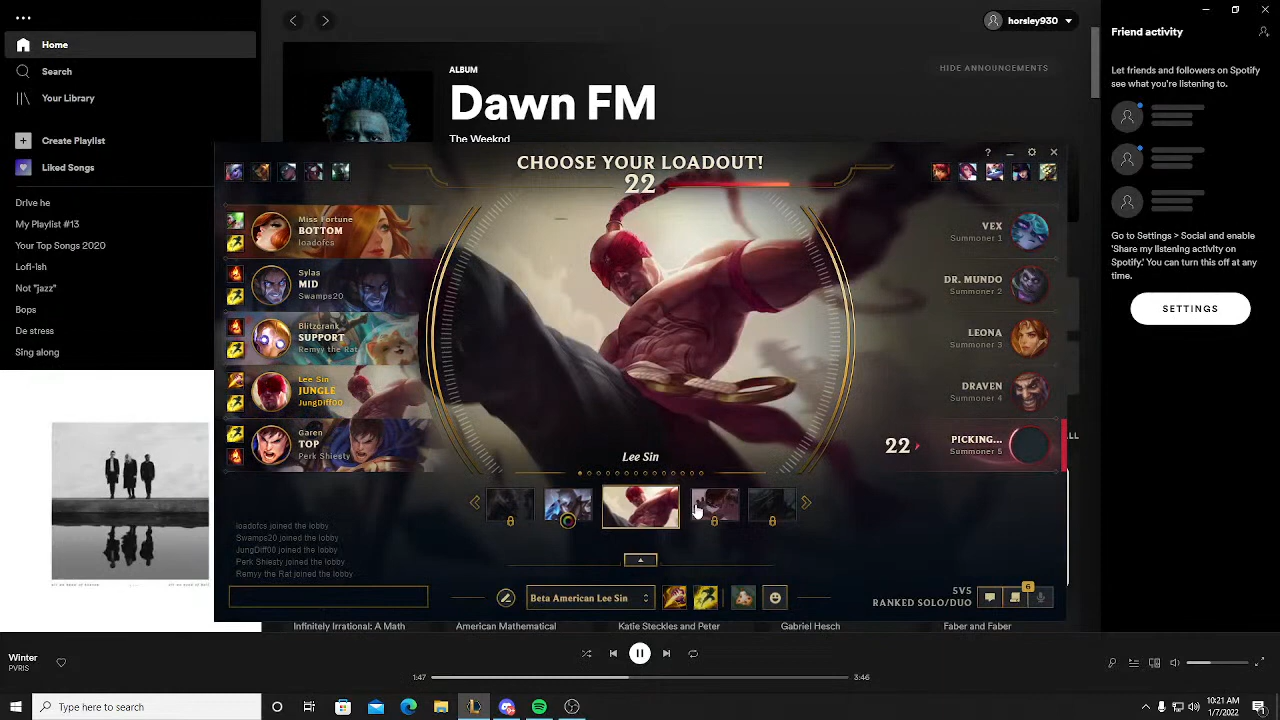 Home
Search
Your Library
Create Playlist
Liked Songs
Drive he
My Playlist #13
Your Top Songs 2020
Lofi-Ish
Not "jazz"
Bops
De stress
Sing along
horsley930
HIDE ANNOUNCEMENTS
ALBUM
Dawn FM
The Weeknd
Friend activity
Let friends and followers on Spotify
see what you're listening to.
Go to Settings > Social and enable
'Share my listening activity on
Spotify.' You can turn this off at any
time.
SETTINGS
CHOOSE YOUR LOADOUT!
22
Miss Fortune
BOTTOM
loadofcs
Sylas
MID
Swamps20
Blitzcrank
SUPPORT
Remyy the Rat
Lee Sin
JUNGLE
JungDiff00
Garen
TOP
Perk Shiesty
VEX
Summoner 1
DR. MUNDO
Summoner 2
LEONA
Summoner 3
DRAVEN
Summoner 4
22
PICKING...
Summoner 5
ALL
Lee Sin
loadofcs joined the lobby
Swamps20 joined the lobby
JungDiff00 joined the lobby
Perk Shiesty joined the lobby
Remyy the Rat joined the lobby
Beta American Lee Sin
5V5
RANKED SOLO/DUO
6
Infinitely Irrational: A Math
American Mathematical
Katie Steckles and Peter
Gabriel Hesch
Faber and Faber
Winter
PVRIS
1:47
3:46
Type here to search
10:21 AM
1/7/2022